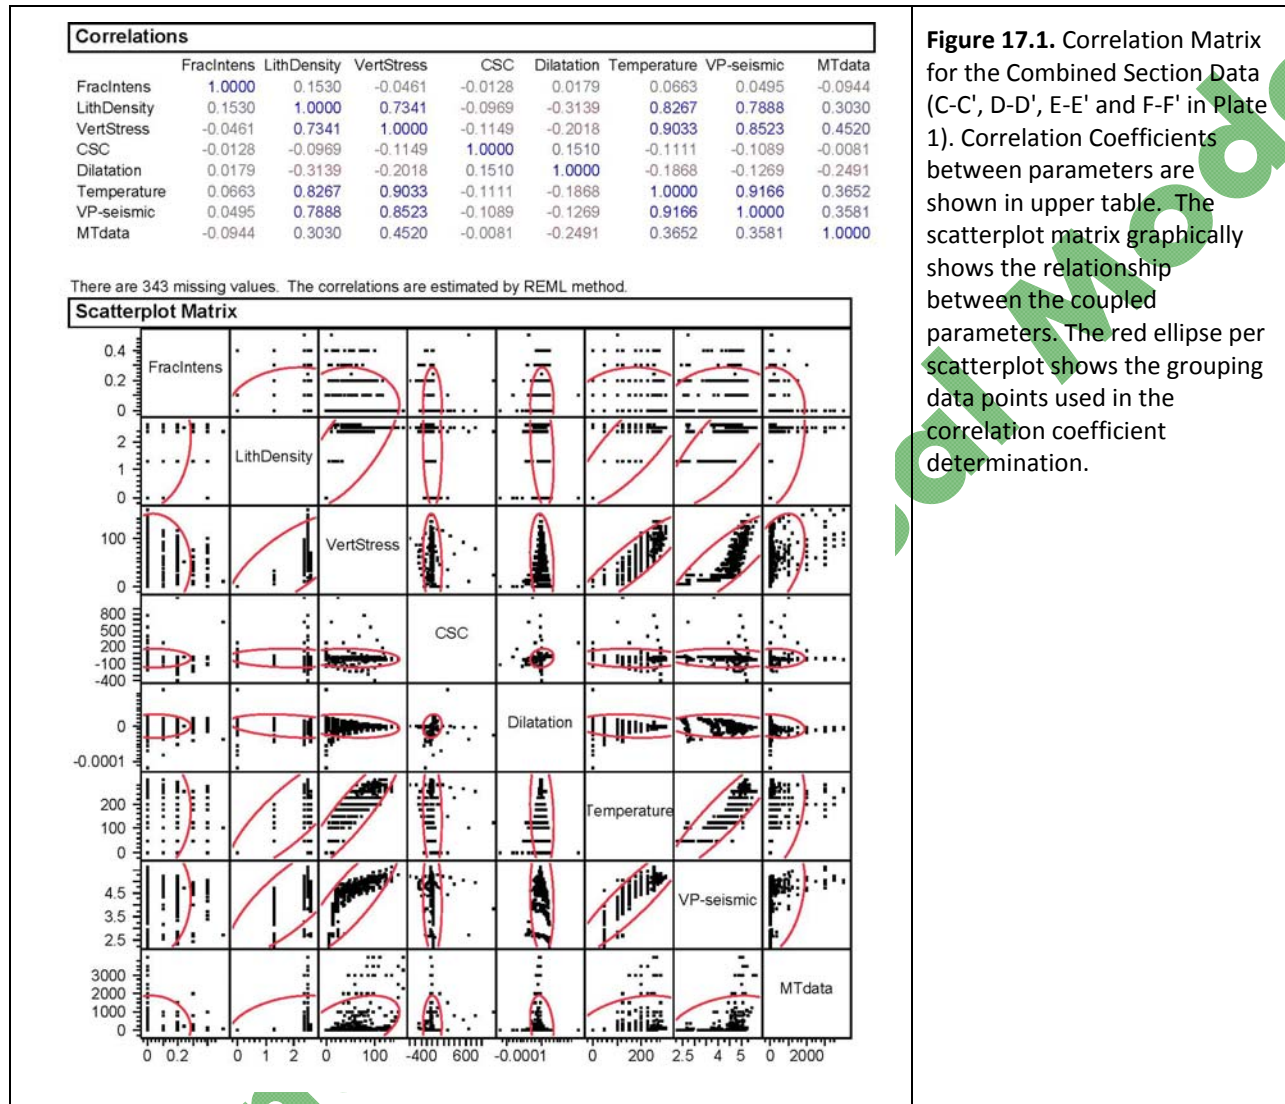 Correlations
FracIntens LithDensity VertStress CSC Dilatation Temperature VP-seismic MTdata
FracIntens 1.0000 0.1530 -0.0461 -0.0128 0.0179 0.0663 0.0495 -0.0944
LithDensity 0.1530 1.0000 0.7341 -0.0969 -0.3139 0.8267 0.7888 0.3030
VertStress -0.0461 0.7341 1.0000 -0.1149 -0.2018 0.9033 0.8523 0.4520
CSC -0.0128 -0.0969 -0.1149 1.0000 0.1510 -0.1111 -0.1089 -0.0081
Dilatation 0.0179 -0.3139 -0.2018 0.1510 1.0000 -0.1868 -0.1269 -0.2491
Temperature 0.0663 0.8267 0.9033 -0.1111 -0.1868 1.0000 0.9166 0.3652
VP-seismic 0.0495 0.7888 0.8523 -0.1089 -0.1269 0.9166 1.0000 0.3581
MTdata -0.0944 0.3030 0.4520 -0.0081 -0.2491 0.3652 0.3581 1.0000
There are 343 missing values. The correlations are estimated by REML method.
Scatterplot Matrix
0.4
FracIntens
0.2
0
2
LithDensity
1
0
VertStress
100
0
800
CSC
500
200
-100
-400
Dilatation
0
-0.0001
200
Temperature
100
0
4.5
VP-seismic
3.5
2.5
3000
MTdata
2000
1000
0
0 0.2 0 1 2 0 100 -400 600 -0.0001 0 200 2.5 4 5 0 2000
Figure 17.1. Correlation Matrix
for the Combined Section Data
(C-C', D-D', E-E' and F-F' in Plate
1). Correlation Coefficients
between parameters are
shown in upper table. The
scatterplot matrix graphically
shows the relationship
between the coupled
parameters. The red ellipse per
scatterplot shows the grouping
data points used in the
correlation coefficient
determination.